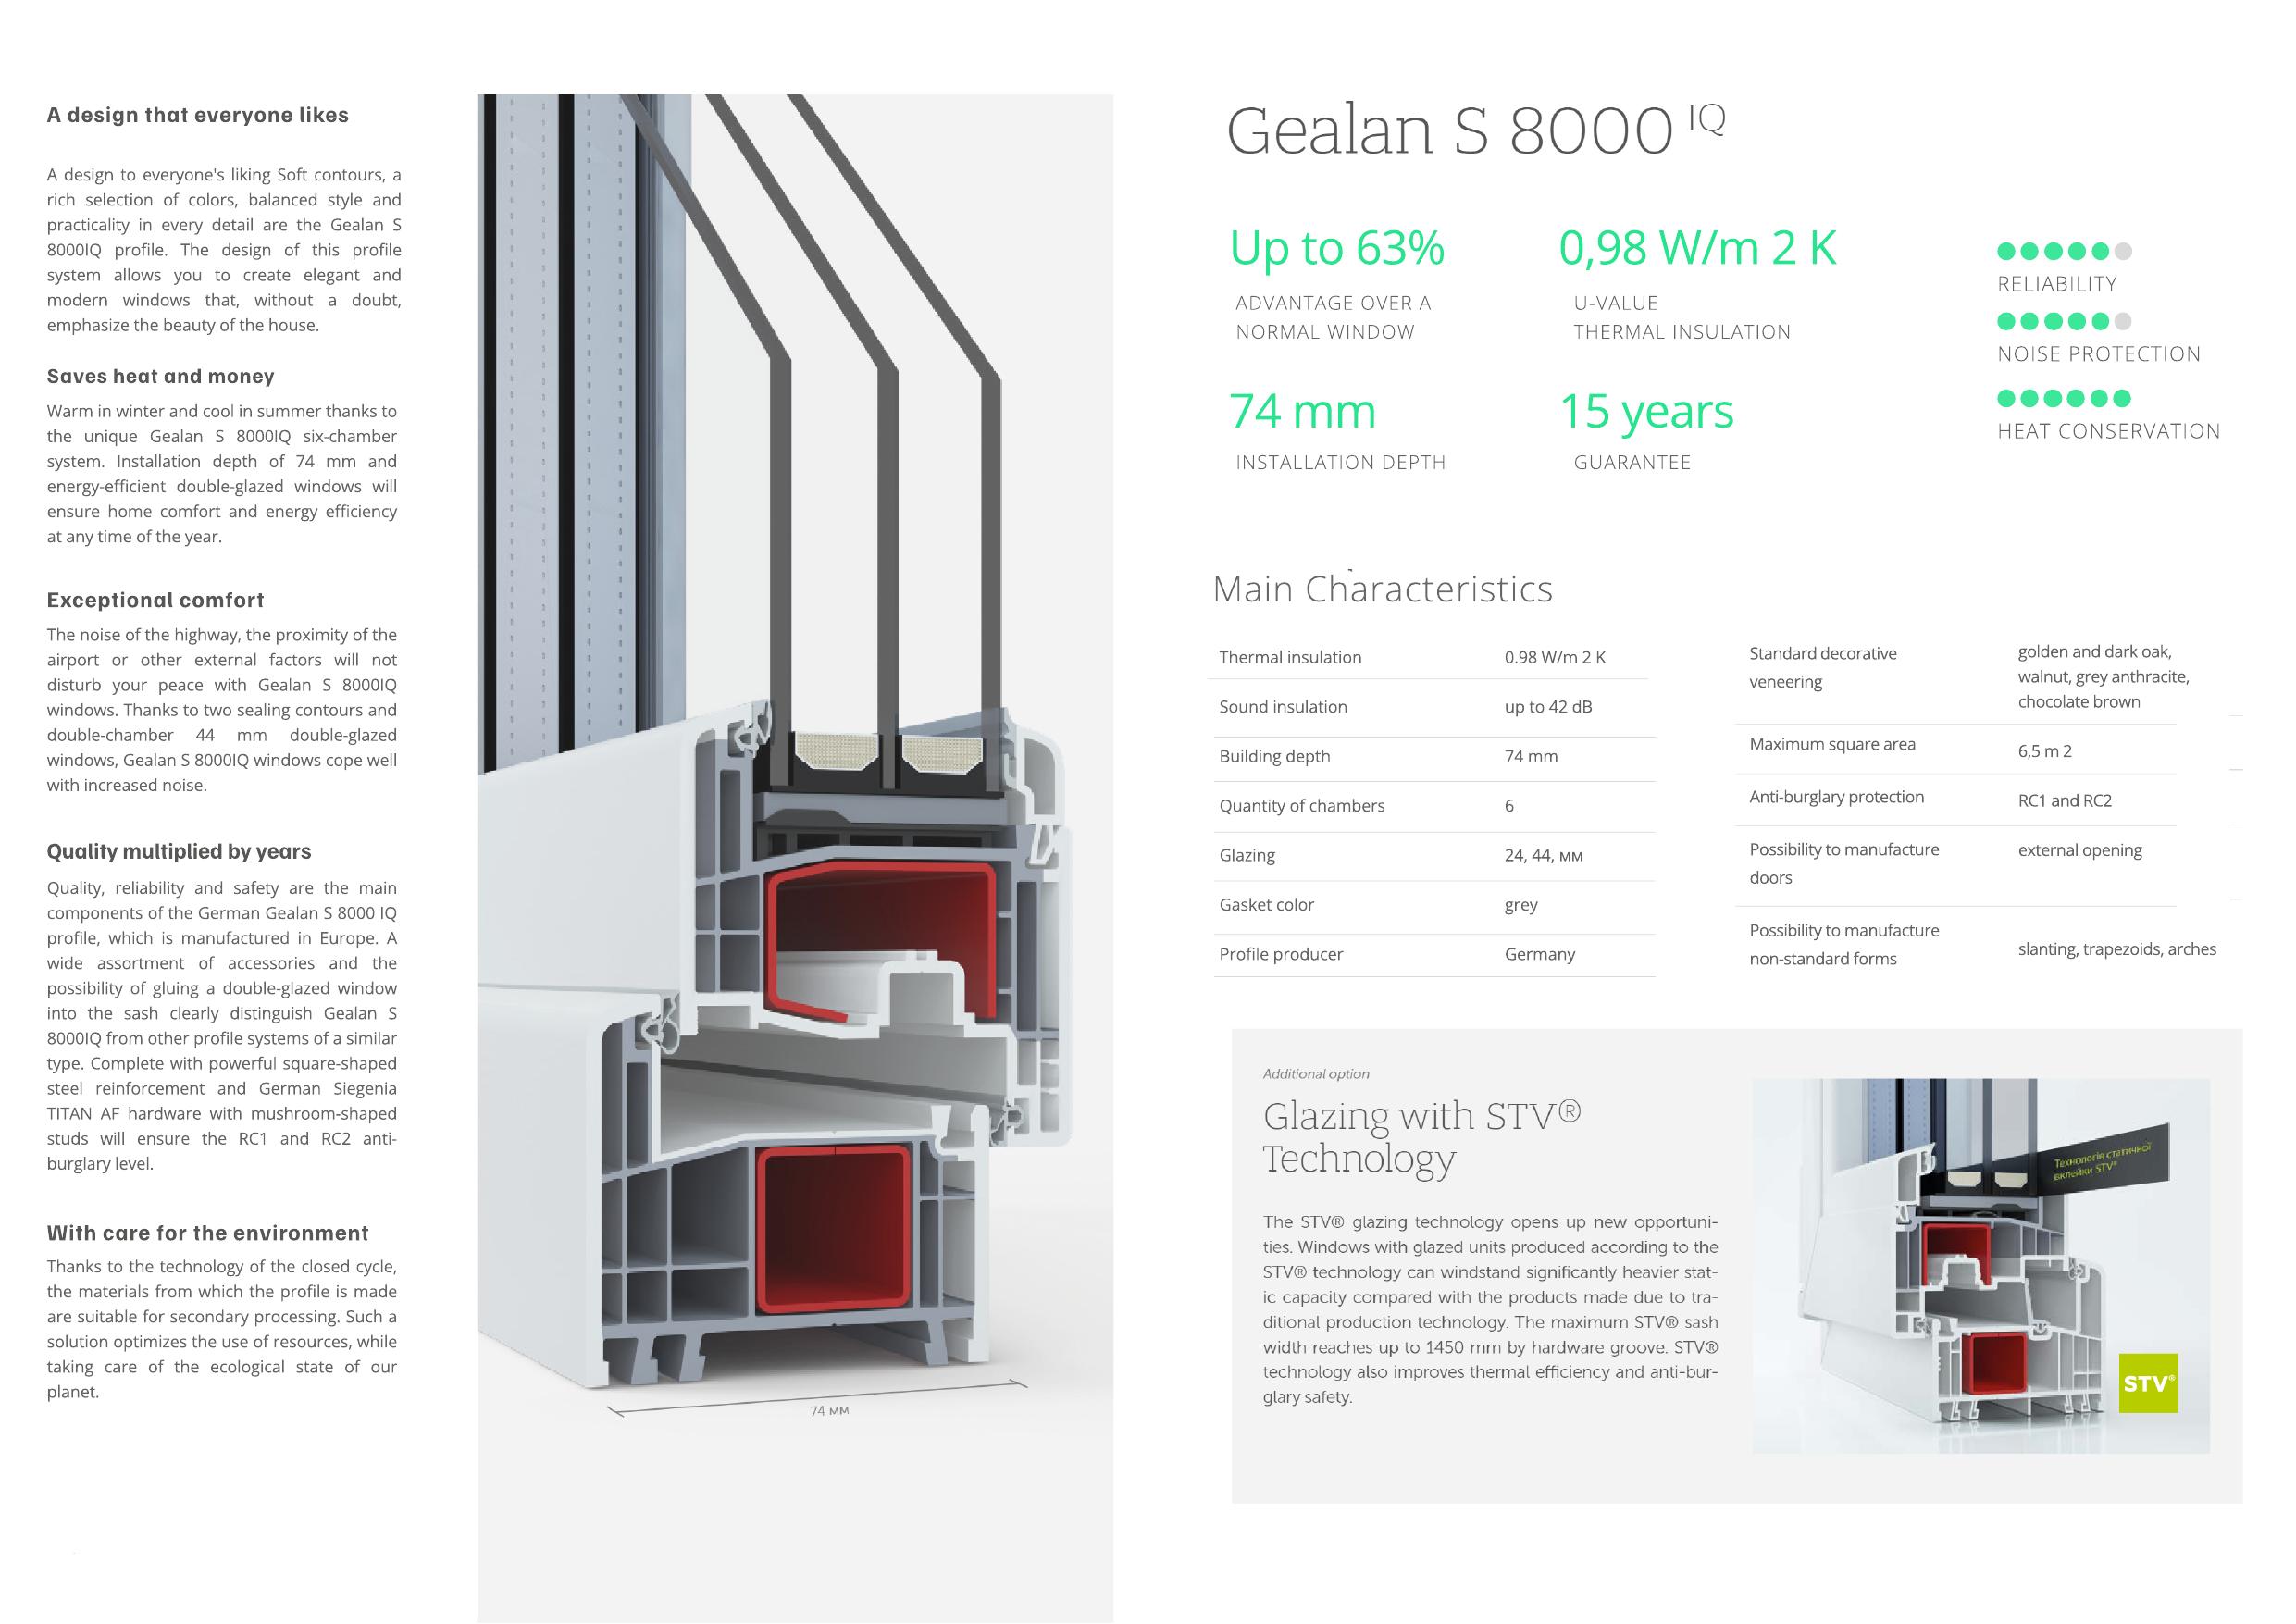 A design that everyone likes
A design to everyone's liking Soft contours, a
rich selection of colors, balanced style and
practicality in every detail are the Gealan S
8000IQ profile. The design of this profile
system allows you to create elegant and
modern windows that, without a doubt,
emphasize the beauty of the house.
Saves heat and money
Warm in winter and cool in summer thanks to
the unique Gealan S 8000IQ six-chamber
system. Installation depth of 74 mm and
energy-efficient double-glazed windows will
ensure home comfort and energy efficiency
at any time of the year.
Exceptional comfort
The noise of the highway, the proximity of the
airport or other external factors will not
disturb your peace with Gealan S 8000IQ
windows. Thanks to two sealing contours and
double-chamber 44 mm double-glazed
windows, Gealan S 8000IQ windows cope well
with increased noise.
Quality multiplied by years
Quality, reliability and safety are the main
components of the German Gealan S 8000 IQ
profile, which is manufactured in Europe. A
wide assortment of accessories and the
possibility of gluing a double-glazed window
into the sash clearly distinguish Gealan S
8000IQ from other profile systems of a similar
type. Complete with powerful square-shaped
steel reinforcement and German Siegenia
TITAN AF hardware with mushroom-shaped
studs will ensure the RC1 and RC2 anti-
burglary level.
With care for the environment
Thanks to the technology of the closed cycle,
the materials from which the profile is made
are suitable for secondary processing. Such a
solution optimizes the use of resources, while
taking care of the ecological state of our
planet.
74 мм
Gealan S 8000 IQ
Up to 63%
ADVANTAGE OVER A
NORMAL WINDOW
0,98 W/m 2 K
U-VALUE
THERMAL INSULATION
74 mm
INSTALLATION DEPTH
15 years
GUARANTEE
RELIABILITY
NOISE PROTECTION
HEAT CONSERVATION
Main Characteristics
Thermal insulation 0.98 W/m 2 K
Sound insulation up to 42 dB
Building depth 74 mm
Quantity of chambers 6
Glazing 24, 44, мм
Gasket color grey
Profile producer Germany
Standard decorative
veneering
golden and dark oak,
walnut, grey anthracite,
chocolate brown
Maximum square area 6,5 m 2
Anti-burglary protection RC1 and RC2
Possibility to manufacture
doors
external opening
Possibility to manufacture
non-standard forms
slanting, trapezoids, arches
Additional option
Glazing with STV®
Technology
The STV® glazing technology opens up new opportuni-
ties. Windows with glazed units produced according to the
STV® technology can windstand significantly heavier stat-
ic capacity compared with the products made due to tra-
ditional production technology. The maximum STV® sash
width reaches up to 1450 mm by hardware groove. STV®
technology also improves thermal efficiency and anti-bur-
glary safety.
Технологія статичної
вклейки STV®
STV®